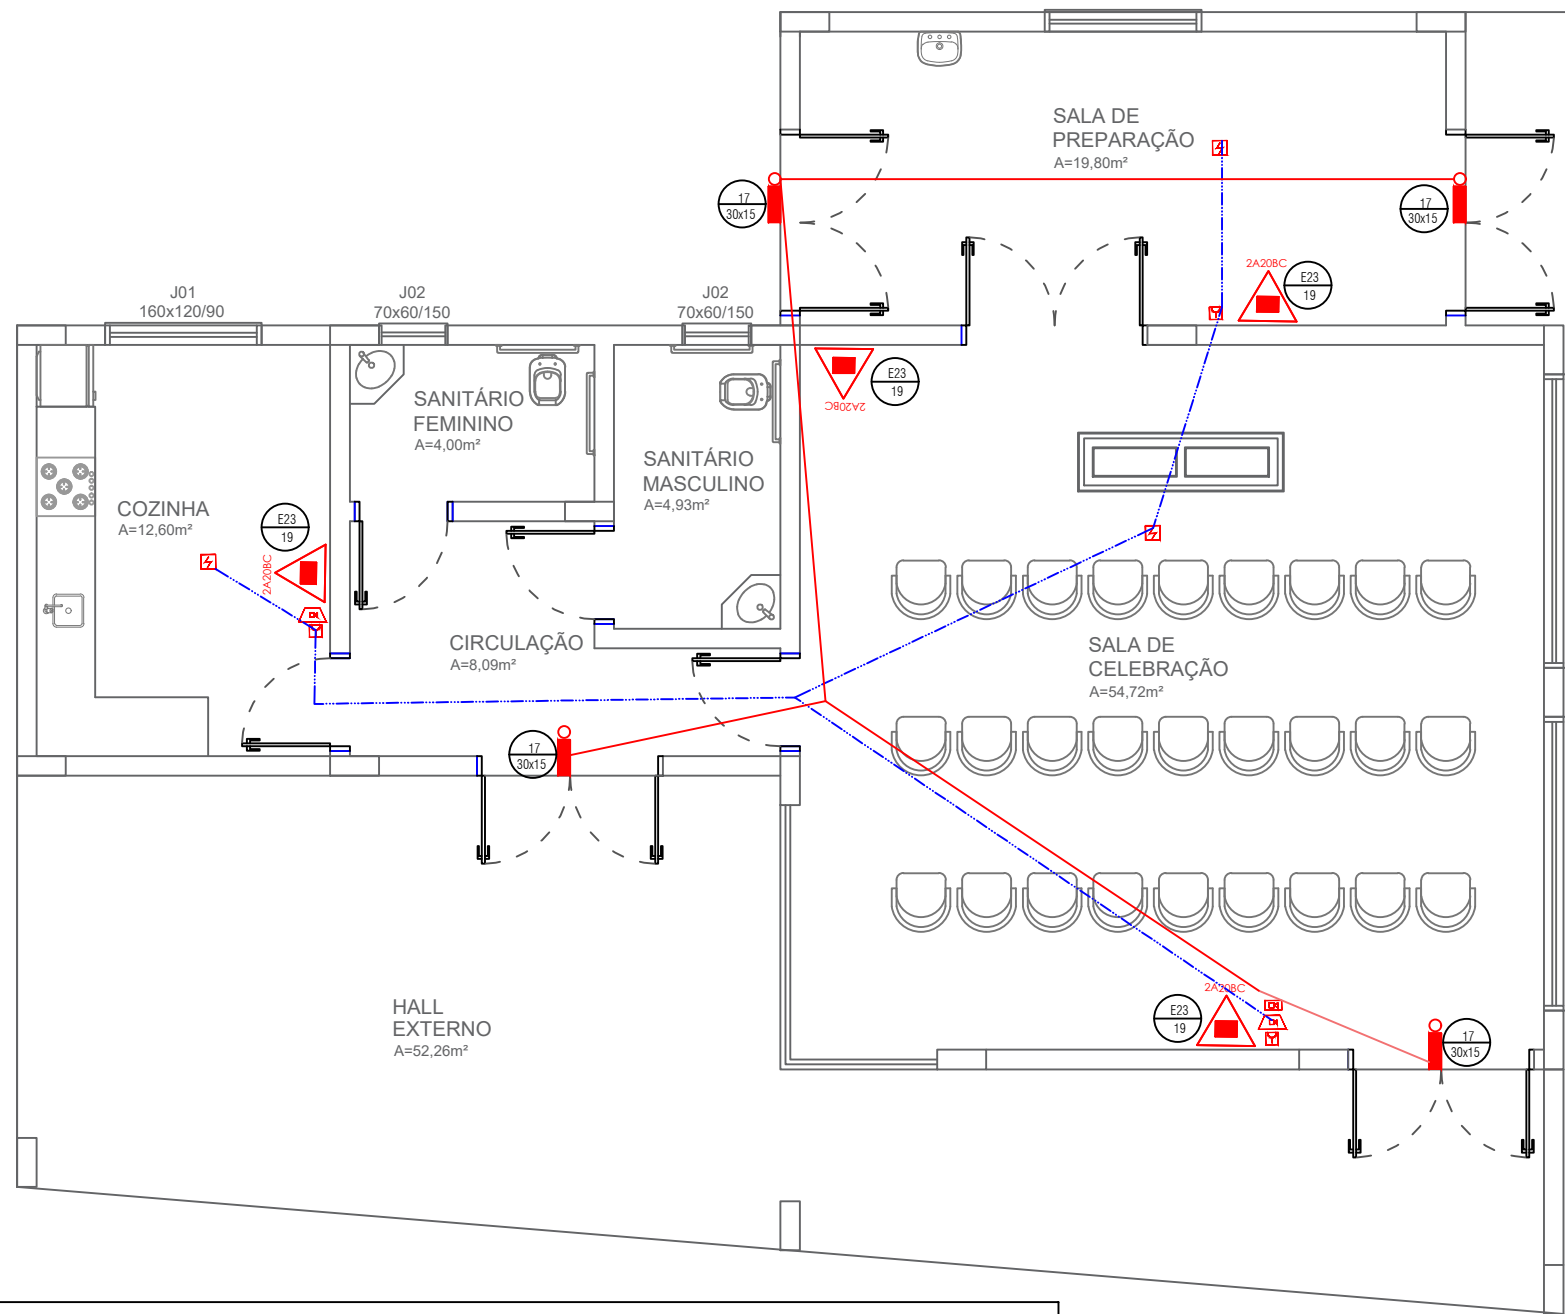 SALA DE
PREPARAÇÃO
A=19,80m²
17
30x15
17
30x15
2A20BC
E23
19
J01
160x120/90
J02
70x60/150
J02
70x60/150
E23
19
2A20BC
SANITÁRIO
FEMININO
A=4,00m²
SANITÁRIO
MASCULINO
A=4,93m²
COZINHA
A=12,60m²
E23
19
2A20BC
CIRCULAÇÃO
A=8,09m²
SALA DE
CELEBRAÇÃO
A=54,72m²
17
30x15
HALL
EXTERNO
A=52,26m²
2A20BC
E23
19
17
30x15